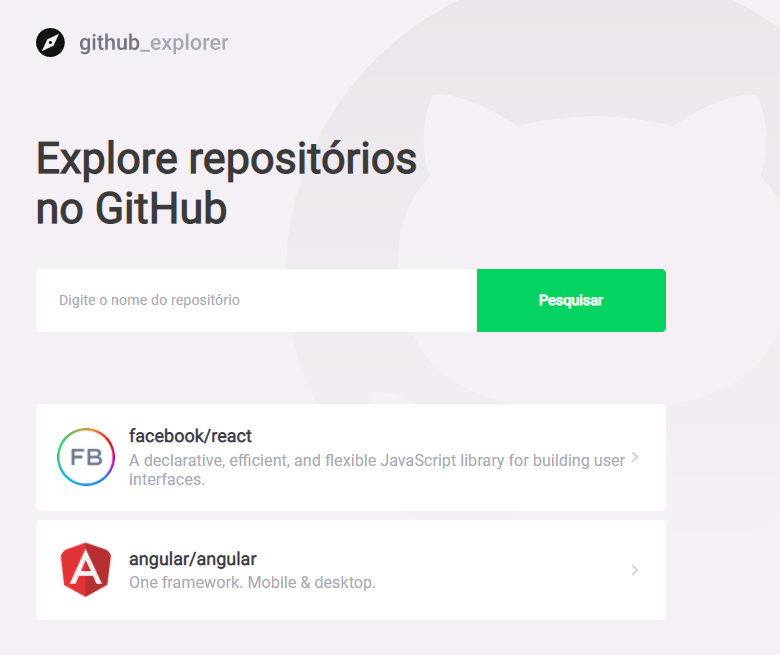 github_explorer
Explore repositórios
no GitHub
Digite o nome do repositório
Pesquisar
FB
facebook/react
A declarative, efficient, and flexible JavaScript library for building user
interfaces.
A
angular/angular
One framework. Mobile & desktop.